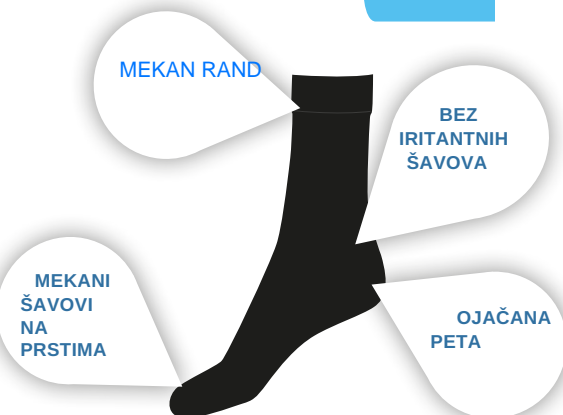 MEKAN RAND
BEZ
IRITANTNIH
ŠAVOVA
MEKANI
ŠAVOVI
NA
PRSTIMA
OJAČANA
PETA